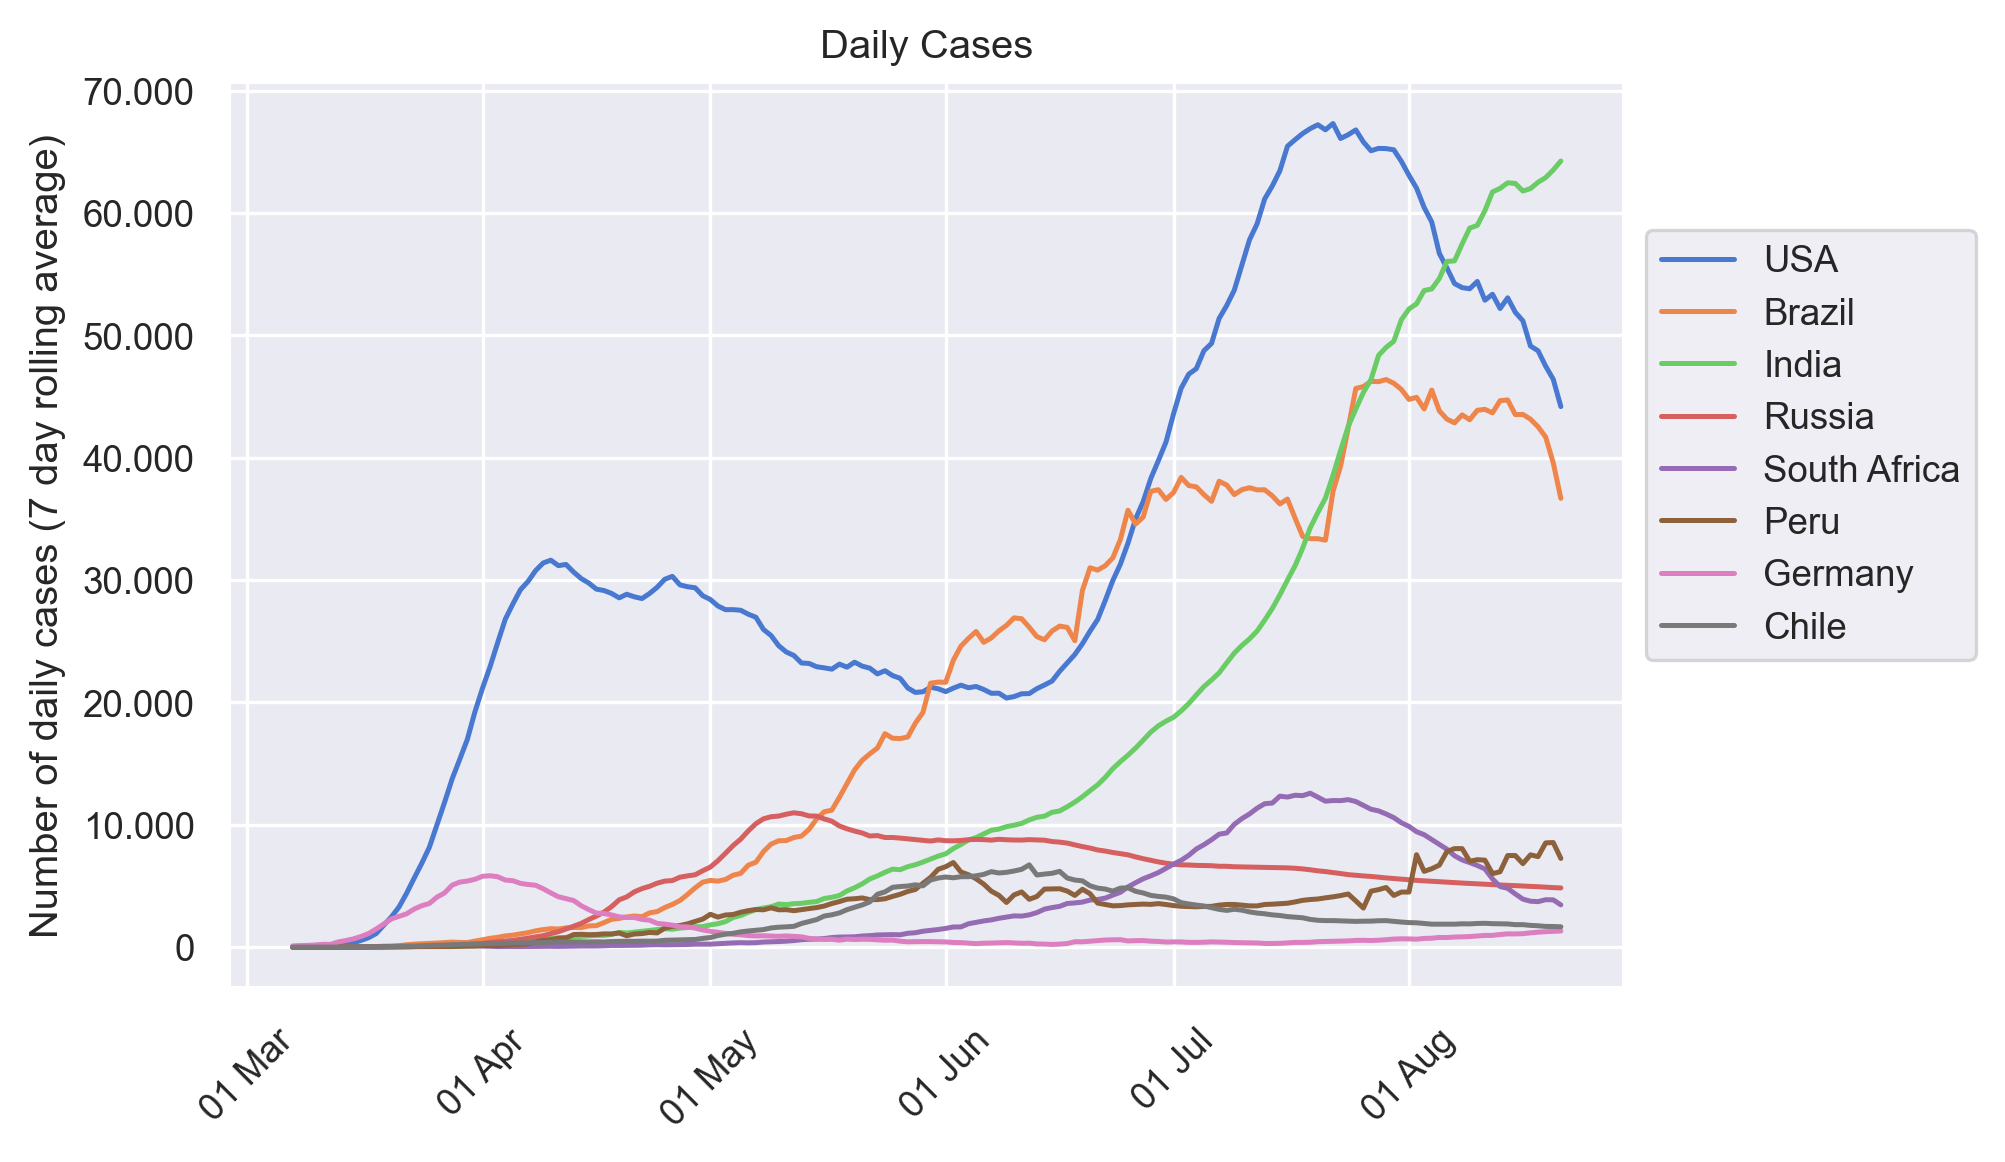 Daily Cases
Number of daily cases (7 day rolling average)
70.000
60.000
50.000
40.000
30.000
20.000
10.000
0
01 Mar
01 Apr
01 May
01 Jun
01 Jul
01 Aug
USA
Brazil
India
Russia
South Africa
Peru
Germany
Chile